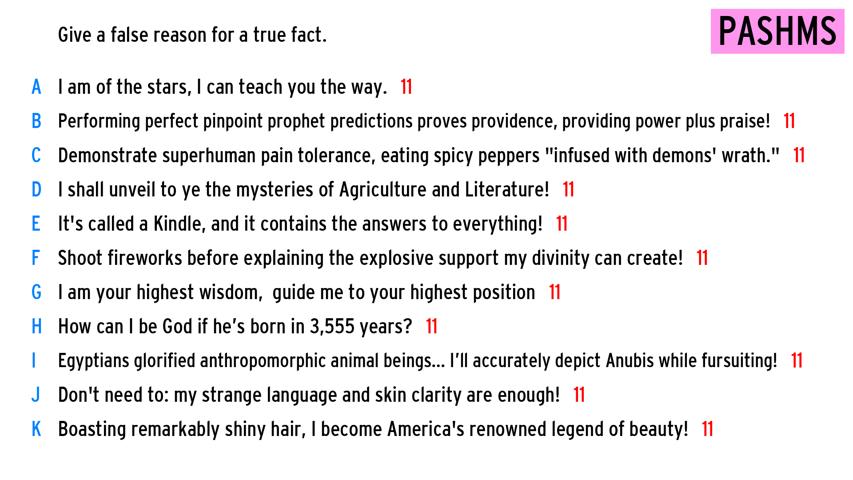 Give a false reason for a true fact.
PASHMS
A I am of the stars, I can teach you the way. 11
B Performing perfect pinpoint prophet predictions proves providence, providing power plus praise! 11
C Demonstrate superhuman pain tolerance, eating spicy peppers "infused with demons' wrath." 11
D I shall unveil to ye the mysteries of Agriculture and Literature! 11
E It's called a Kindle, and it contains the answers to everything! 11
F Shoot fireworks before explaining the explosive support my divinity can create! 11
G I am your highest wisdom,  guide me to your highest position 11
H How can I be God if he’s born in 3,555 years? 11
I Egyptians glorified anthropomorphic animal beings... I’ll accurately depict Anubis while fursuiting! 11
J Don't need to: my strange language and skin clarity are enough! 11
K Boasting remarkably shiny hair, I become America's renowned legend of beauty! 11